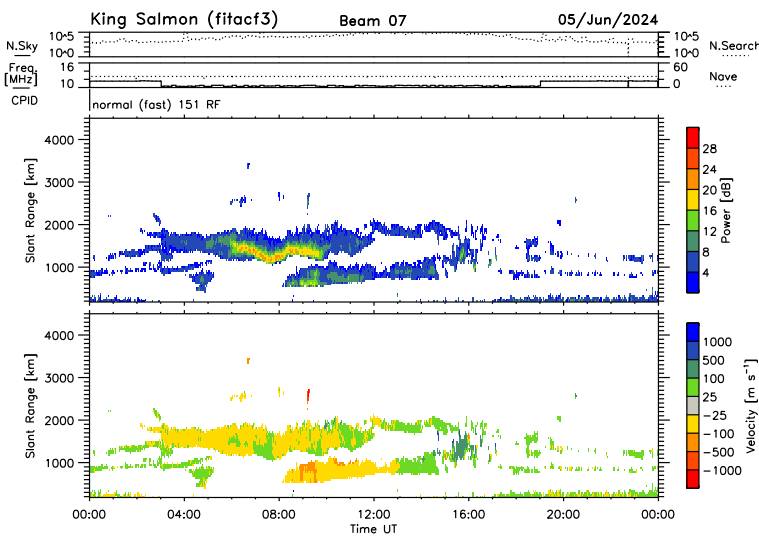 King Salmon (fitacf3) Beam 07 05/Jun/2024
N.Sky 10^5 10^0 10^5 10^0 N.Search
Freq. [MHz] 16 10 60 0 Nave
CPID normal (fast) 151 RF
Slant Range [km] 4000 3000 2000 1000
Power [dB] 28 24 20 16 12 8 4
Slant Range [km] 4000 3000 2000 1000
Velocity [m s⁻¹] 1000 500 100 25 −25 −100 −500 −1000
00:00 04:00 08:00 12:00 16:00 20:00 00:00
Time UT